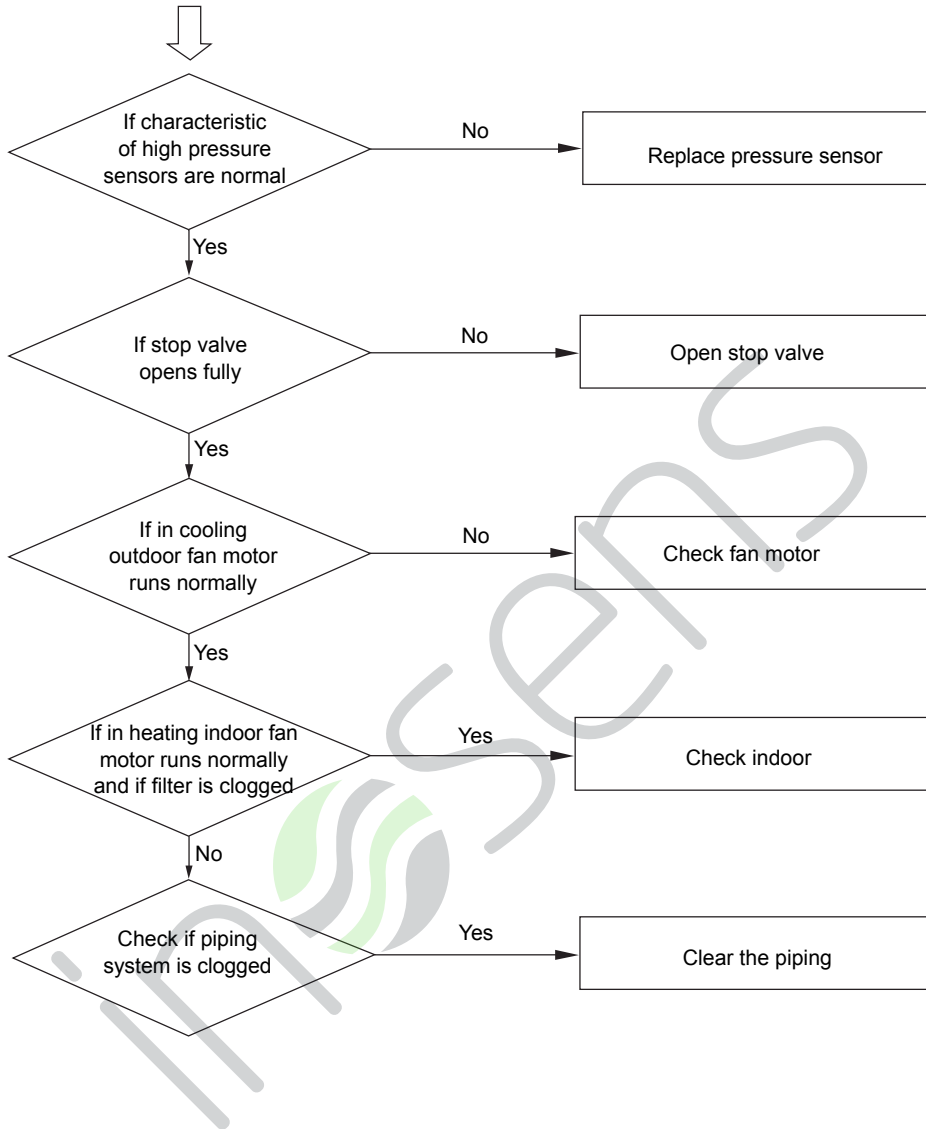 If characteristic
of high pressure
sensors are normal
No
Replace pressure sensor
Yes
If stop valve
opens fully
No
Open stop valve
Yes
If in cooling
outdoor fan motor
runs normally
No
Check fan motor
Yes
If in heating indoor fan
motor runs normally
and if filter is clogged
Yes
Check indoor
No
Check if piping
system is clogged
Yes
Clear the piping
inosens